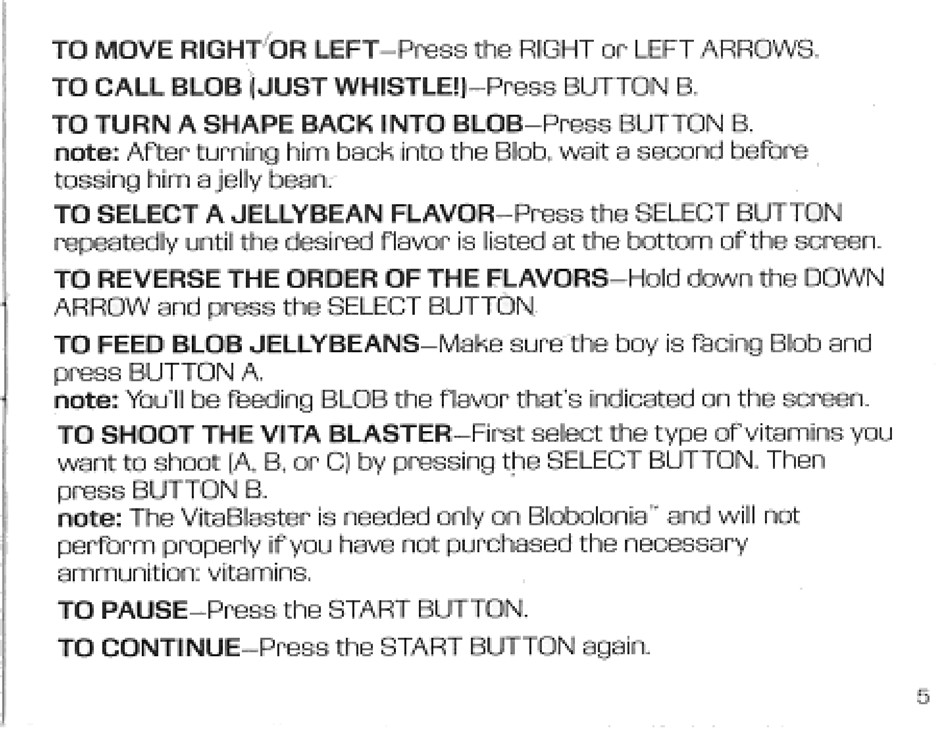 TO MOVE RIGHT OR LEFT–Press the RIGHT or LEFT ARROWS.
TO CALL BLOB (JUST WHISTLE!)–Press BUTTON B.
TO TURN A SHAPE BACK INTO BLOB–Press BUTTON B.
note: After turning him back into the Blob, wait a second before
tossing him a jelly bean.
TO SELECT A JELLYBEAN FLAVOR–Press the SELECT BUTTON
repeatedly until the desired flavor is listed at the bottom of the screen.
TO REVERSE THE ORDER OF THE FLAVORS–Hold down the DOWN
ARROW and press the SELECT BUTTON.
TO FEED BLOB JELLYBEANS–Make sure the boy is facing Blob and
press BUTTON A.
note: You'll be feeding BLOB the flavor that's indicated on the screen.
TO SHOOT THE VITA BLASTER–First select the type of vitamins you
want to shoot (A, B, or C) by pressing the SELECT BUTTON. Then
press BUTTON B.
note: The VitaBlaster is needed only on Blobolonia™ and will not
perform properly if you have not purchased the necessary
ammunition: vitamins.
TO PAUSE–Press the START BUTTON.
TO CONTINUE–Press the START BUTTON again.
5